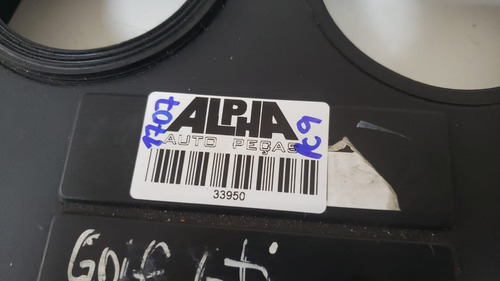 1707
ALPHA
AUTO PEÇAS
K9
33950
GOLF GTi